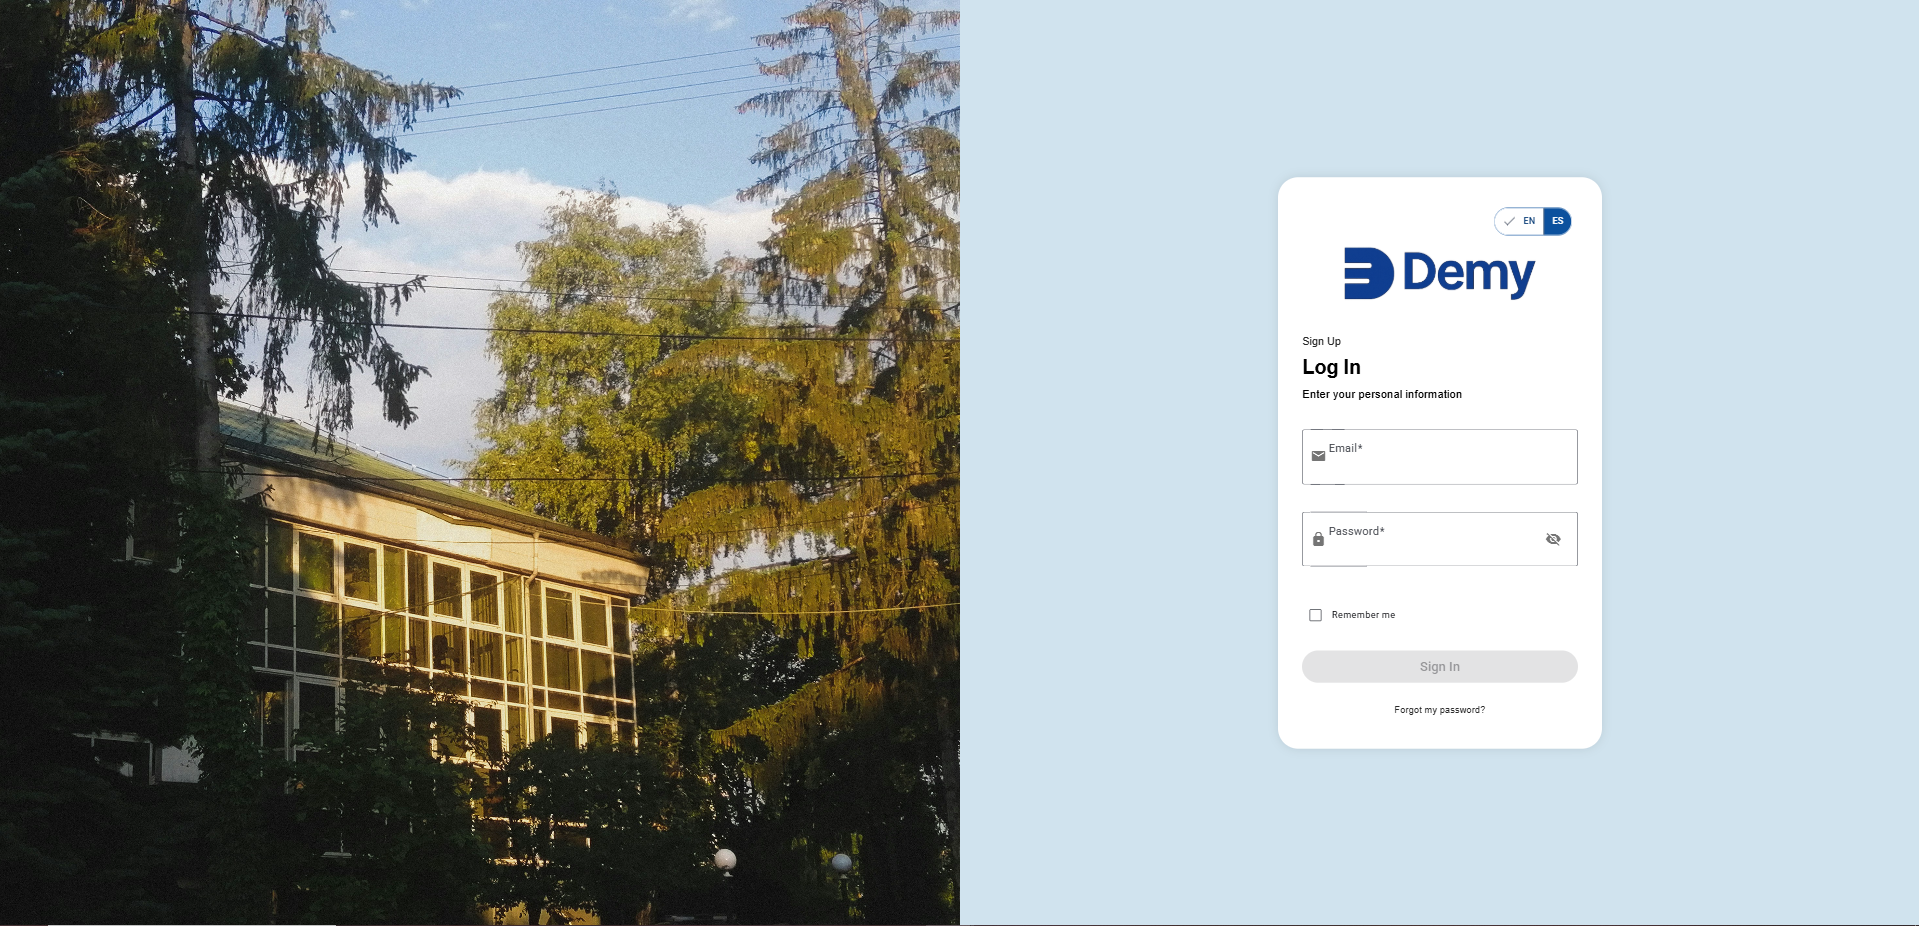 EN ES
Demy
Sign Up
Log In
Enter your personal information
Email*
Password*
Remember me
Sign In
Forgot my password?